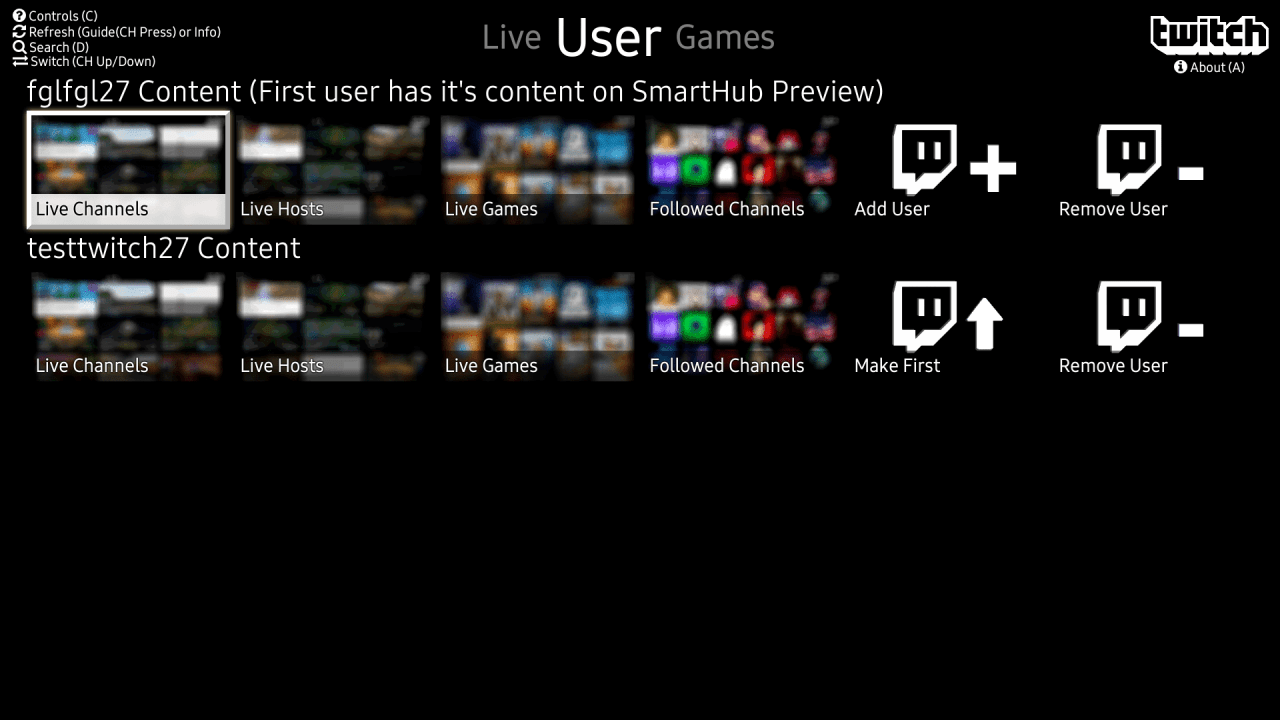 Controls (C)
Refresh (Guide(CH Press) or Info)
Search (D)
Switch (CH Up/Down)
Live User Games
twitch
About (A)
fglfgl27 Content (First user has it's content on SmartHub Preview)
Live Channels
Live Hosts
Live Games
Followed Channels
Add User
Remove User
testtwitch27 Content
Live Channels
Live Hosts
Live Games
Followed Channels
Make First
Remove User